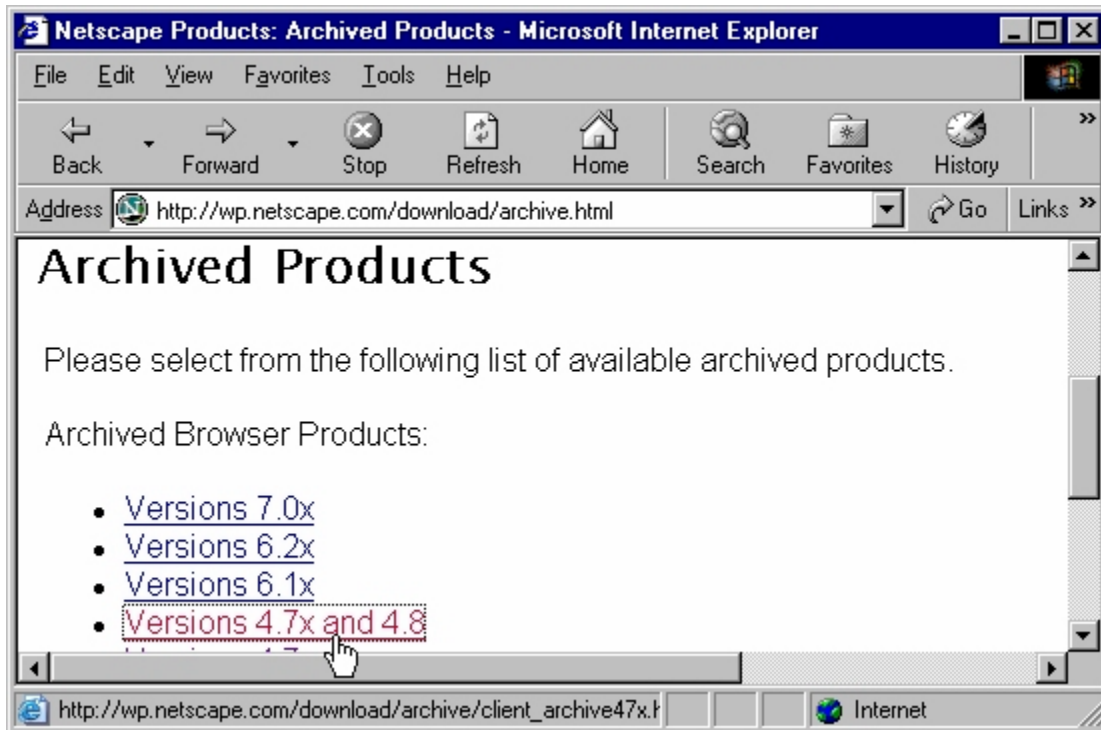 Netscape Products: Archived Products - Microsoft Internet Explorer
File Edit View Favorites Tools Help
Back Forward Stop Refresh Home Search Favorites History
Address http://wp.netscape.com/download/archive.html Go Links
Archived Products
Please select from the following list of available archived products.
Archived Browser Products:
Versions 7.0x
Versions 6.2x
Versions 6.1x
Versions 4.7x and 4.8
http://wp.netscape.com/download/archive/client_archive47x.h Internet